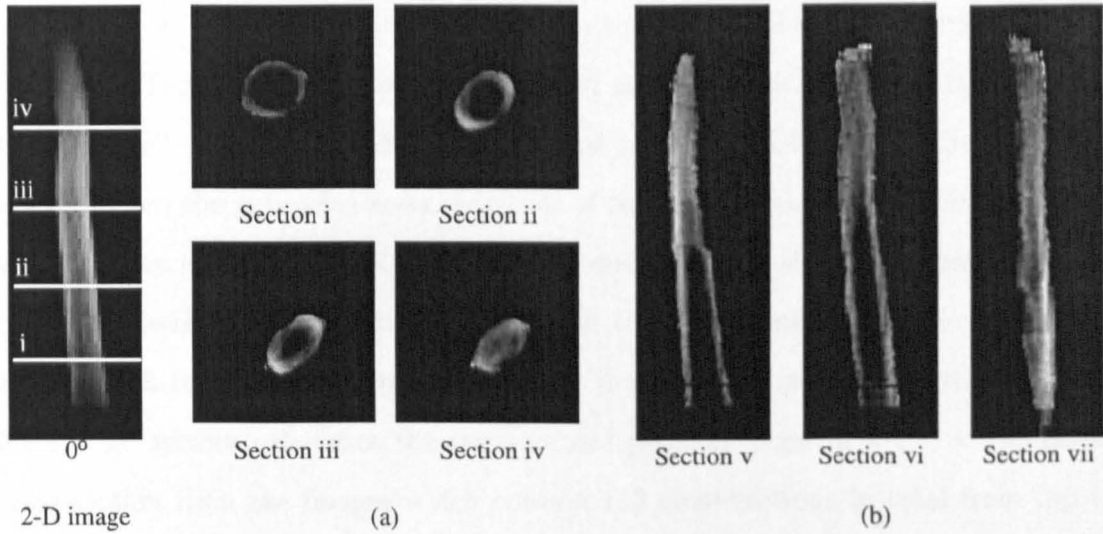 iv
iii
ii
i
0°
2-D image
Section i
Section ii
Section iii
Section iv
(a)
Section v
Section vi
Section vii
(b)